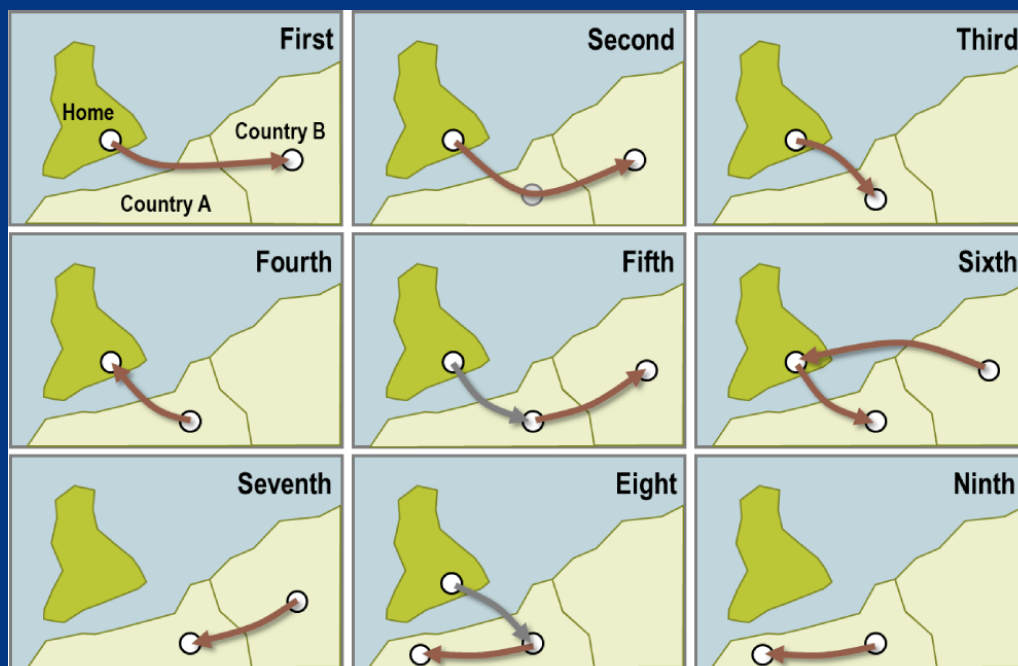 First
Home
Country B
Country A
Second
Third
Fourth
Fifth
Sixth
Seventh
Eight
Ninth